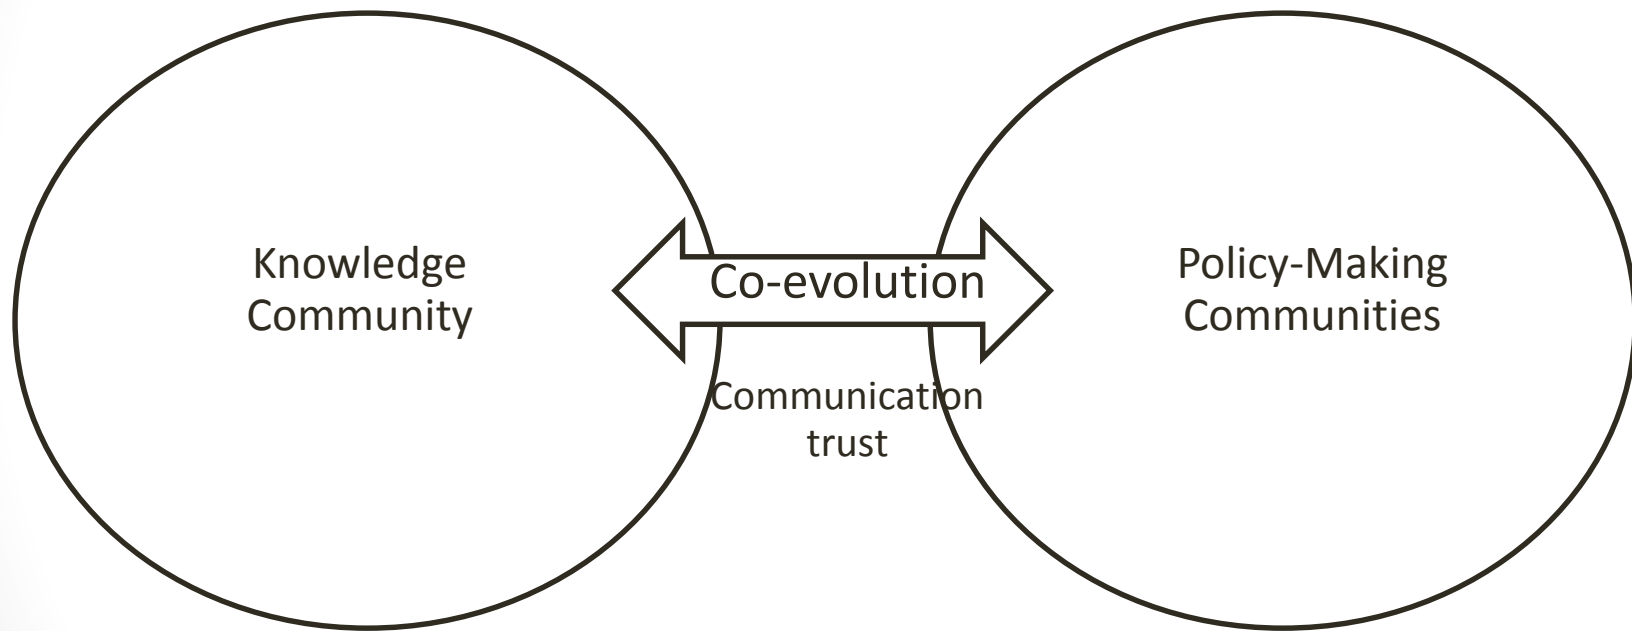 Knowledge
Community
Co-evolution
Communication
trust
Policy-Making
Communities